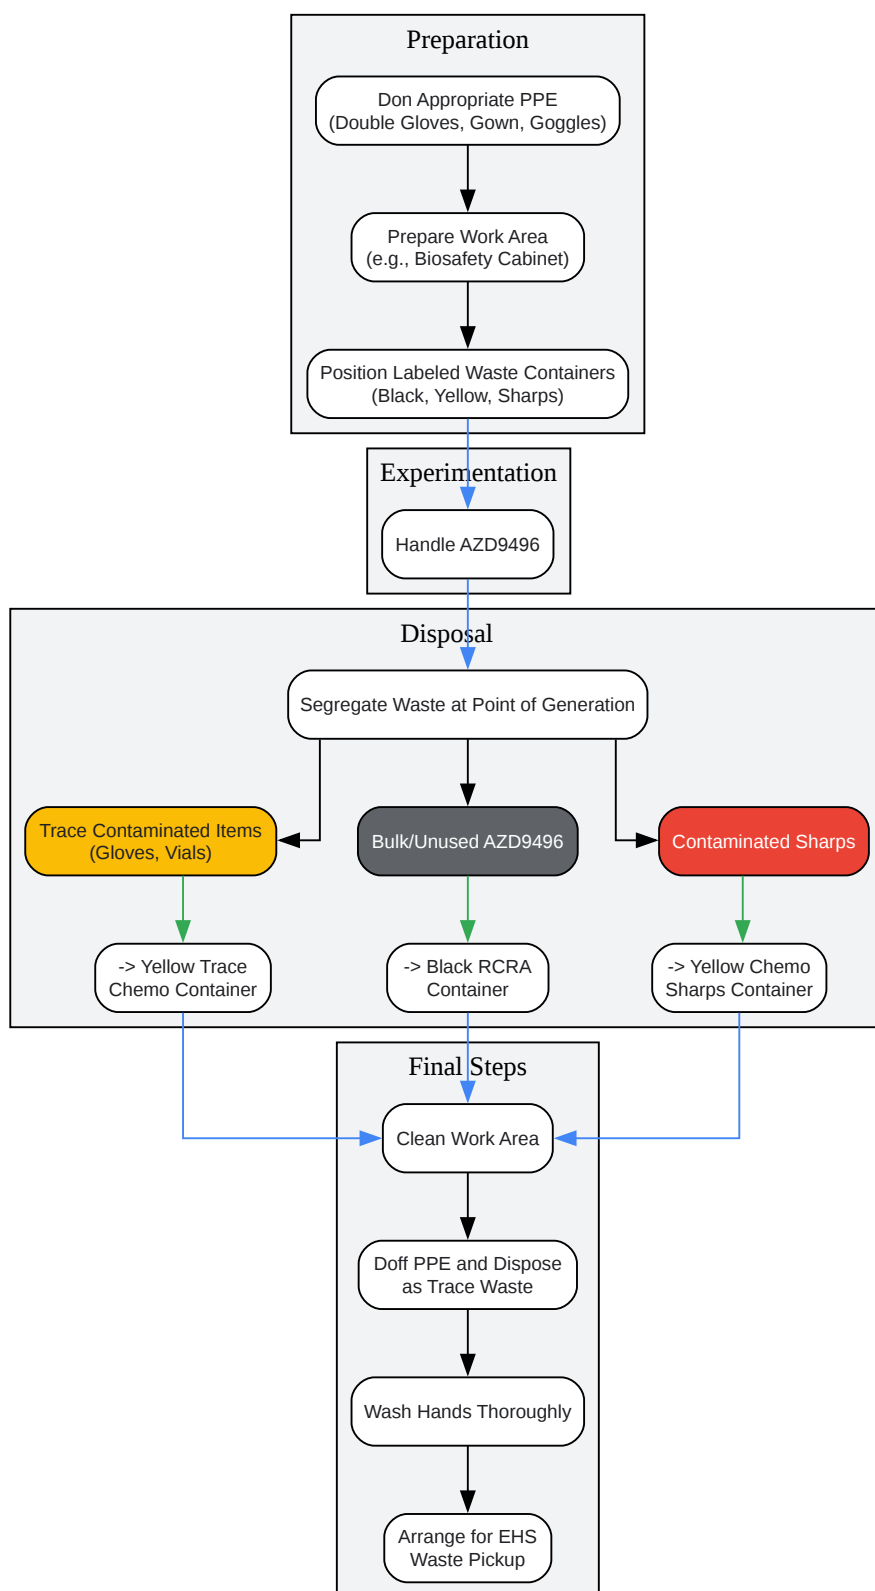 Preparation
Don Appropriate PPE
(Double Gloves, Gown, Goggles)
Prepare Work Area
(e.g., Biosafety Cabinet)
Position Labeled Waste Containers
(Black, Yellow, Sharps)
Experimentation
Handle AZD9496
Disposal
Segregate Waste at Point of Generation
Trace Contaminated Items
(Gloves, Vials)
Bulk/Unused AZD9496
Contaminated Sharps
-> Yellow Trace
Chemo Container
-> Black RCRA
Container
-> Yellow Chemo
Sharps Container
Final Steps
Clean Work Area
Doff PPE and Dispose
as Trace Waste
Wash Hands Thoroughly
Arrange for EHS
Waste Pickup